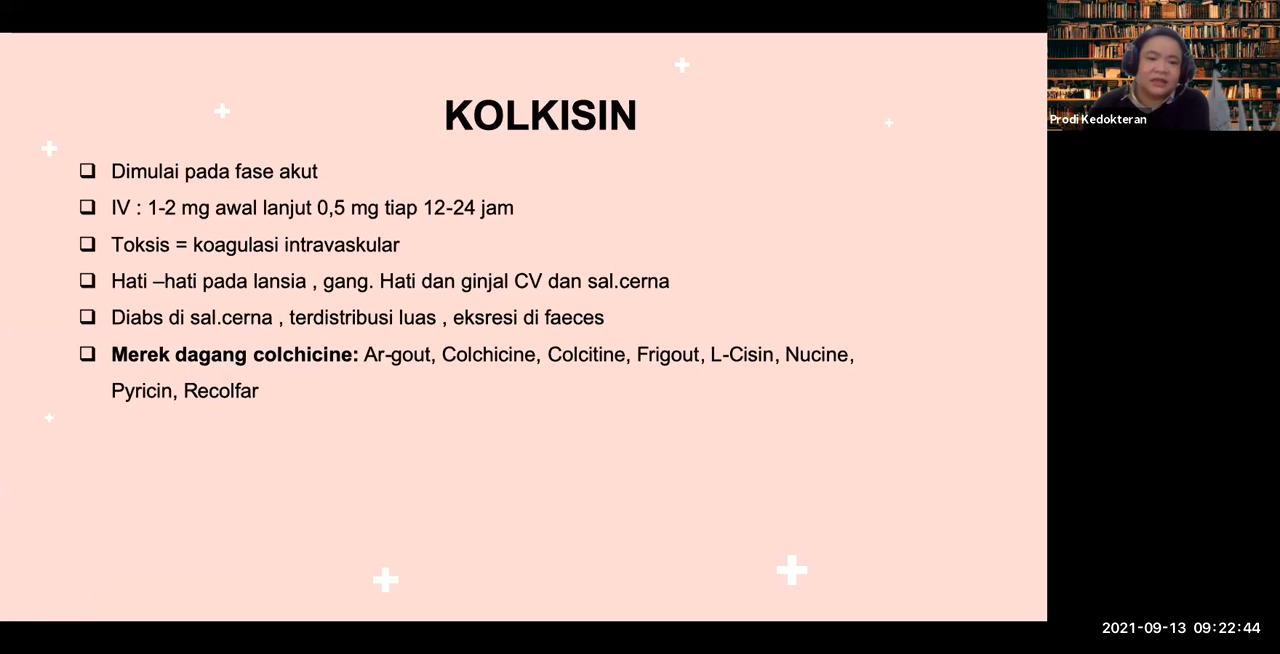 KOLKISIN
❑ Dimulai pada fase akut
❑ IV : 1-2 mg awal lanjut 0,5 mg tiap 12-24 jam
❑ Toksis = koagulasi intravaskular
❑ Hati –hati pada lansia , gang. Hati dan ginjal CV dan sal.cerna
❑ Diabs di sal.cerna , terdistribusi luas , eksresi di faeces
❑ Merek dagang colchicine: Ar-gout, Colchicine, Colcitine, Frigout, L-Cisin, Nucine,
Pyricin, Recolfar
Prodi Kedokteran
2021-09-13 09:22:44